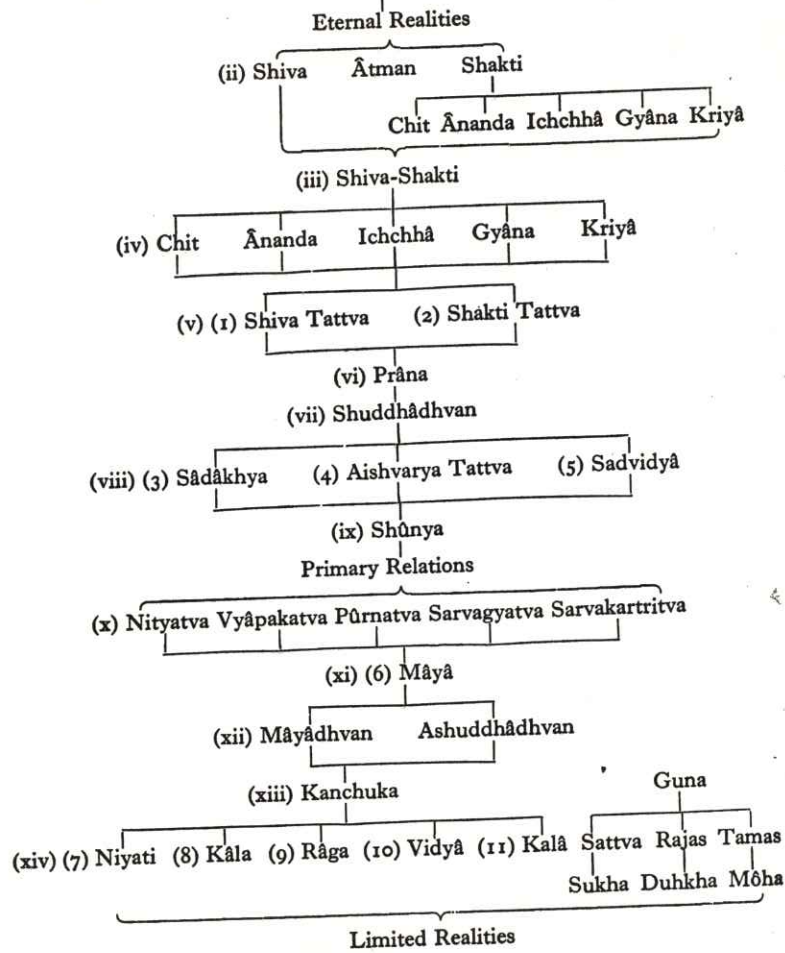 Eternal Realities
(ii) Shiva Âtman Shakti
Chit Ânanda Ichchhâ Gyâna Kriyâ
(iii) Shiva-Shakti
(iv) Chit Ânanda Ichchhâ Gyâna Kriyâ
(v) (1) Shiva Tattva (2) Shakti Tattva
(vi) Prâna
(vii) Shuddhâdhvan
(viii) (3) Sâdâkhya (4) Aishvarya Tattva (5) Sadvidyâ
(ix) Shûnya
Primary Relations
(x) Nityatva Vyâpakatva Pûrnatva Sarvagyatva Sarvakartritva
(xi) (6) Mâyâ
(xii) Mâyâdhvan Ashuddhâdhvan
(xiii) Kanchuka
Guna
(xiv) (7) Niyati (8) Kâla (9) Râga (10) Vidyâ (11) Kalâ Sattva Rajas Tamas
Sukha Duhkha Môha
Limited Realities